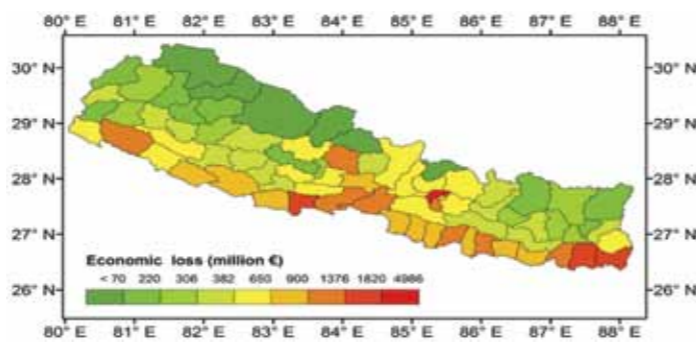 80° E 81° E 82° E 83° E 84° E 85° E 86° E 87° E 88° E
30° N 30° N
29° N 29° N
28° N 28° N
27° N 27° N
26° N 26° N
Economic loss (million €)
<70 220 306 382 650 900 1376 1820 4986
80° E 81° E 82° E 83° E 84° E 85° E 86° E 87° E 88° E